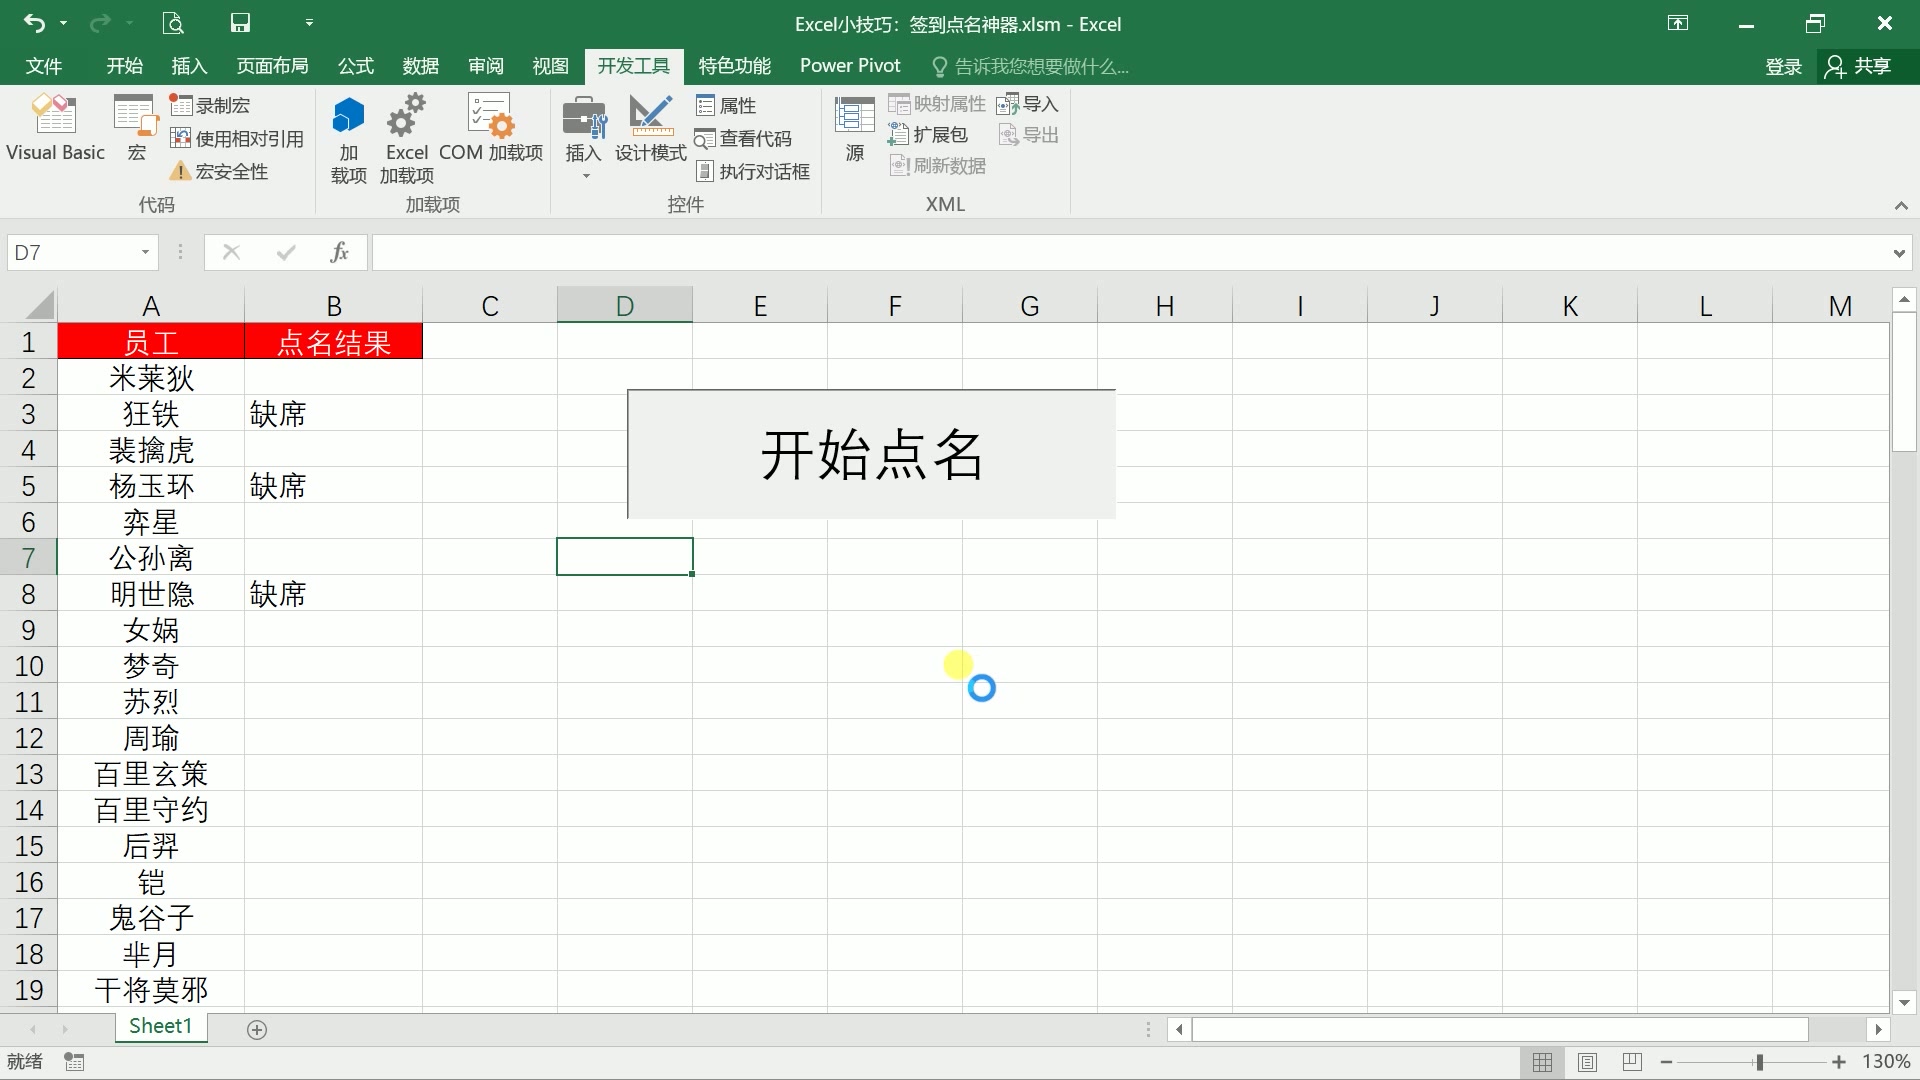 Excel小技巧：签到点名神器.xlsm - Excel
文件 开始 插入 页面布局 公式 数据 审阅 视图 开发工具 特色功能 Power Pivot 告诉我您想要做什么... 登录 共享
Visual Basic
宏
录制宏
使用相对引用
宏安全性
代码
加
载项
Excel
加载项
COM 加载项
加载项
插入
设计模式
属性
查看代码
执行对话框
控件
源
映射属性
扩展包
刷新数据
导入
导出
XML
D7
fx
A B C D E F G H I J K L M
1 员工 点名结果
2 米莱狄
3 狂铁 缺席
4 裴擒虎
5 杨玉环 缺席
6 弈星
7 公孙离
8 明世隐 缺席
9 女娲
10 梦奇
11 苏烈
12 周瑜
13 百里玄策
14 百里守约
15 后羿
16 铠
17 鬼谷子
18 芈月
19 干将莫邪
开始点名
Sheet1
就绪
130%